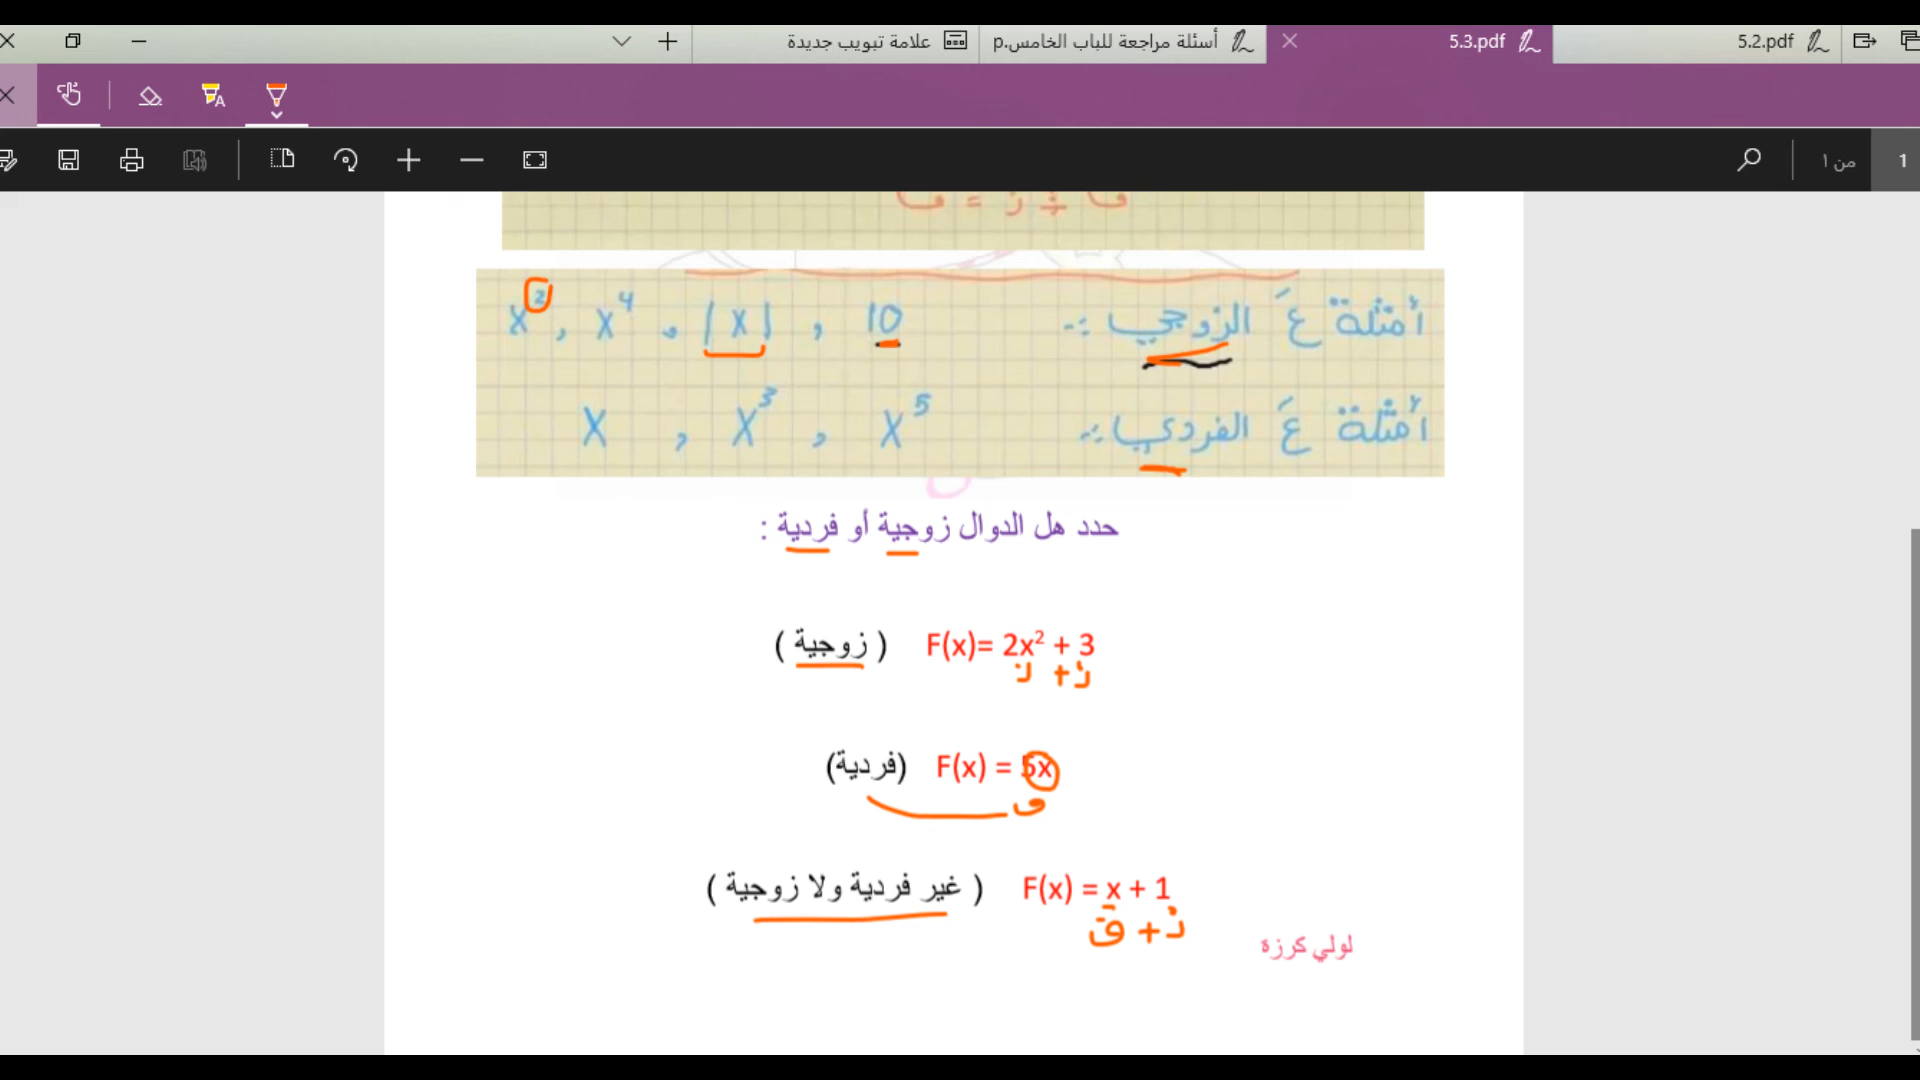 علامة تبويب جديدة
أسئلة مراجعة للباب الخامس.p
5.3.pdf
5.2.pdf
1 من ١
ف ÷ ز = ف
أمثلة عَ الزوجي :- 10 , |x| , x⁴ , x²
أمثلة عَ الفردي :- x⁵ , x³ , x
حدد هل الدوال زوجية أو فردية :
F(x)= 2x² + 3 ( زوجية )
ز + ز
F(x) = 5x (فردية)
ف
F(x) = x + 1 ( غير فردية ولا زوجية )
ف + ز
لولي كرزة